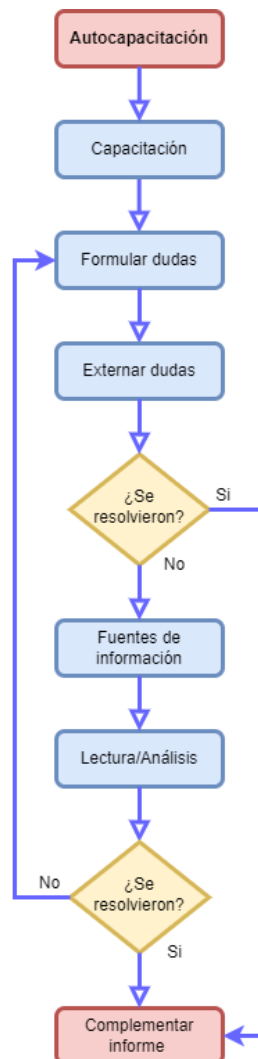 Autocapacitación
Capacitación
Formular dudas
Externar dudas
¿Se
resolvieron?
Si
No
Fuentes de
información
Lectura/Análisis
¿Se
resolvieron?
No
Si
Complementar
informe